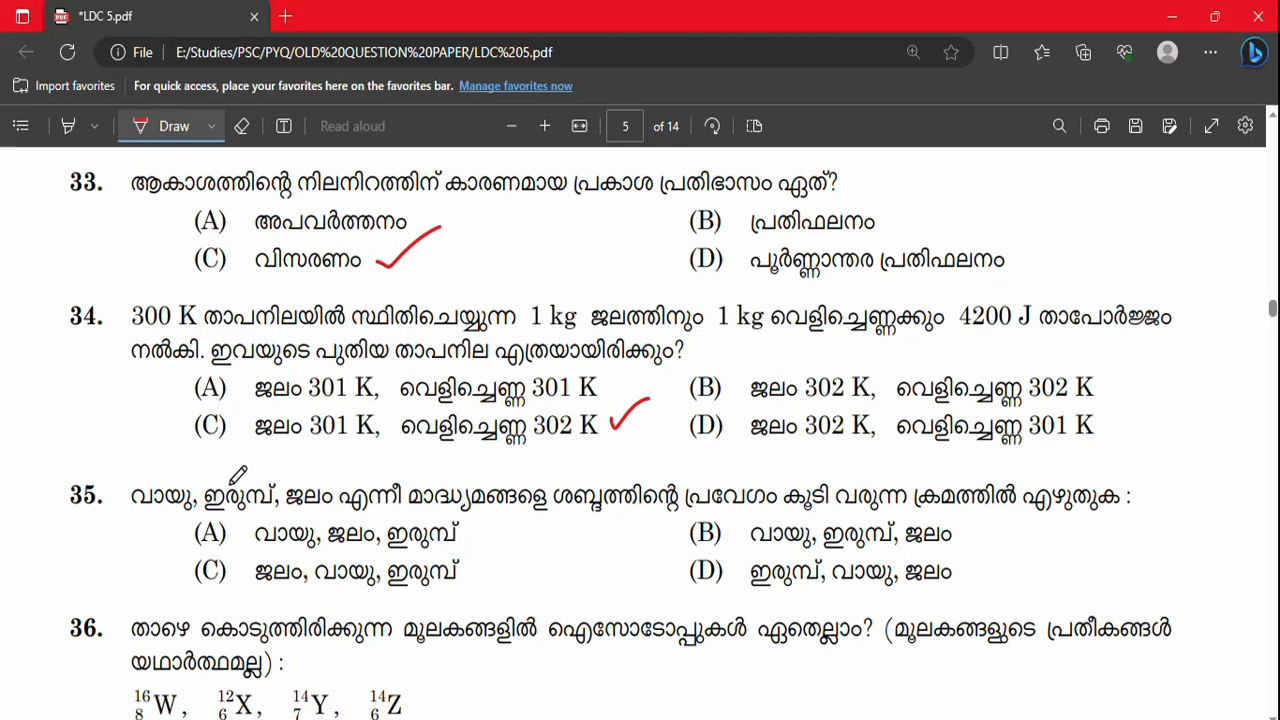 *LDC 5.pdf
File E:/Studies/PSC/PYQ/OLD%20QUESTION%20PAPER/LDC%205.pdf
Import favorites For quick access, place your favorites here on the favorites bar. Manage favorites now
Draw Read aloud 5 of 14
33. ആകാശത്തിന്റെ നിലനിറത്തിന് കാരണമായ പ്രകാശ പ്രതിഭാസം ഏത്?
(A) അപവർത്തനം (B) പ്രതിഫലനം
(C) വിസരണം (D) പൂർണ്ണാന്തര പ്രതിഫലനം
34. 300 K താപനിലയിൽ സ്ഥിതിചെയ്യുന്ന 1 kg ജലത്തിനും 1 kg വെളിച്ചെണ്ണക്കും 4200 J താപോർജ്ജം
നൽകി. ഇവയുടെ പുതിയ താപനില എത്രയായിരിക്കും?
(A) ജലം 301 K, വെളിച്ചെണ്ണ 301 K (B) ജലം 302 K, വെളിച്ചെണ്ണ 302 K
(C) ജലം 301 K, വെളിച്ചെണ്ണ 302 K (D) ജലം 302 K, വെളിച്ചെണ്ണ 301 K
35. വായു, ഇരുമ്പ്, ജലം എന്നീ മാദ്ധ്യമങ്ങളെ ശബ്ദത്തിന്റെ പ്രവേഗം കൂടി വരുന്ന ക്രമത്തിൽ എഴുതുക :
(A) വായു, ജലം, ഇരുമ്പ് (B) വായു, ഇരുമ്പ്, ജലം
(C) ജലം, വായു, ഇരുമ്പ് (D) ഇരുമ്പ്, വായു, ജലം
36. താഴെ കൊടുത്തിരിക്കുന്ന മൂലകങ്ങളിൽ ഐസോടോപ്പുകൾ ഏതെല്ലാം? (മൂലകങ്ങളുടെ പ്രതീകങ്ങൾ
യഥാർത്ഥമല്ല) :
¹⁶₈W, ¹²₆X, ¹⁴₇Y, ¹⁴₆Z